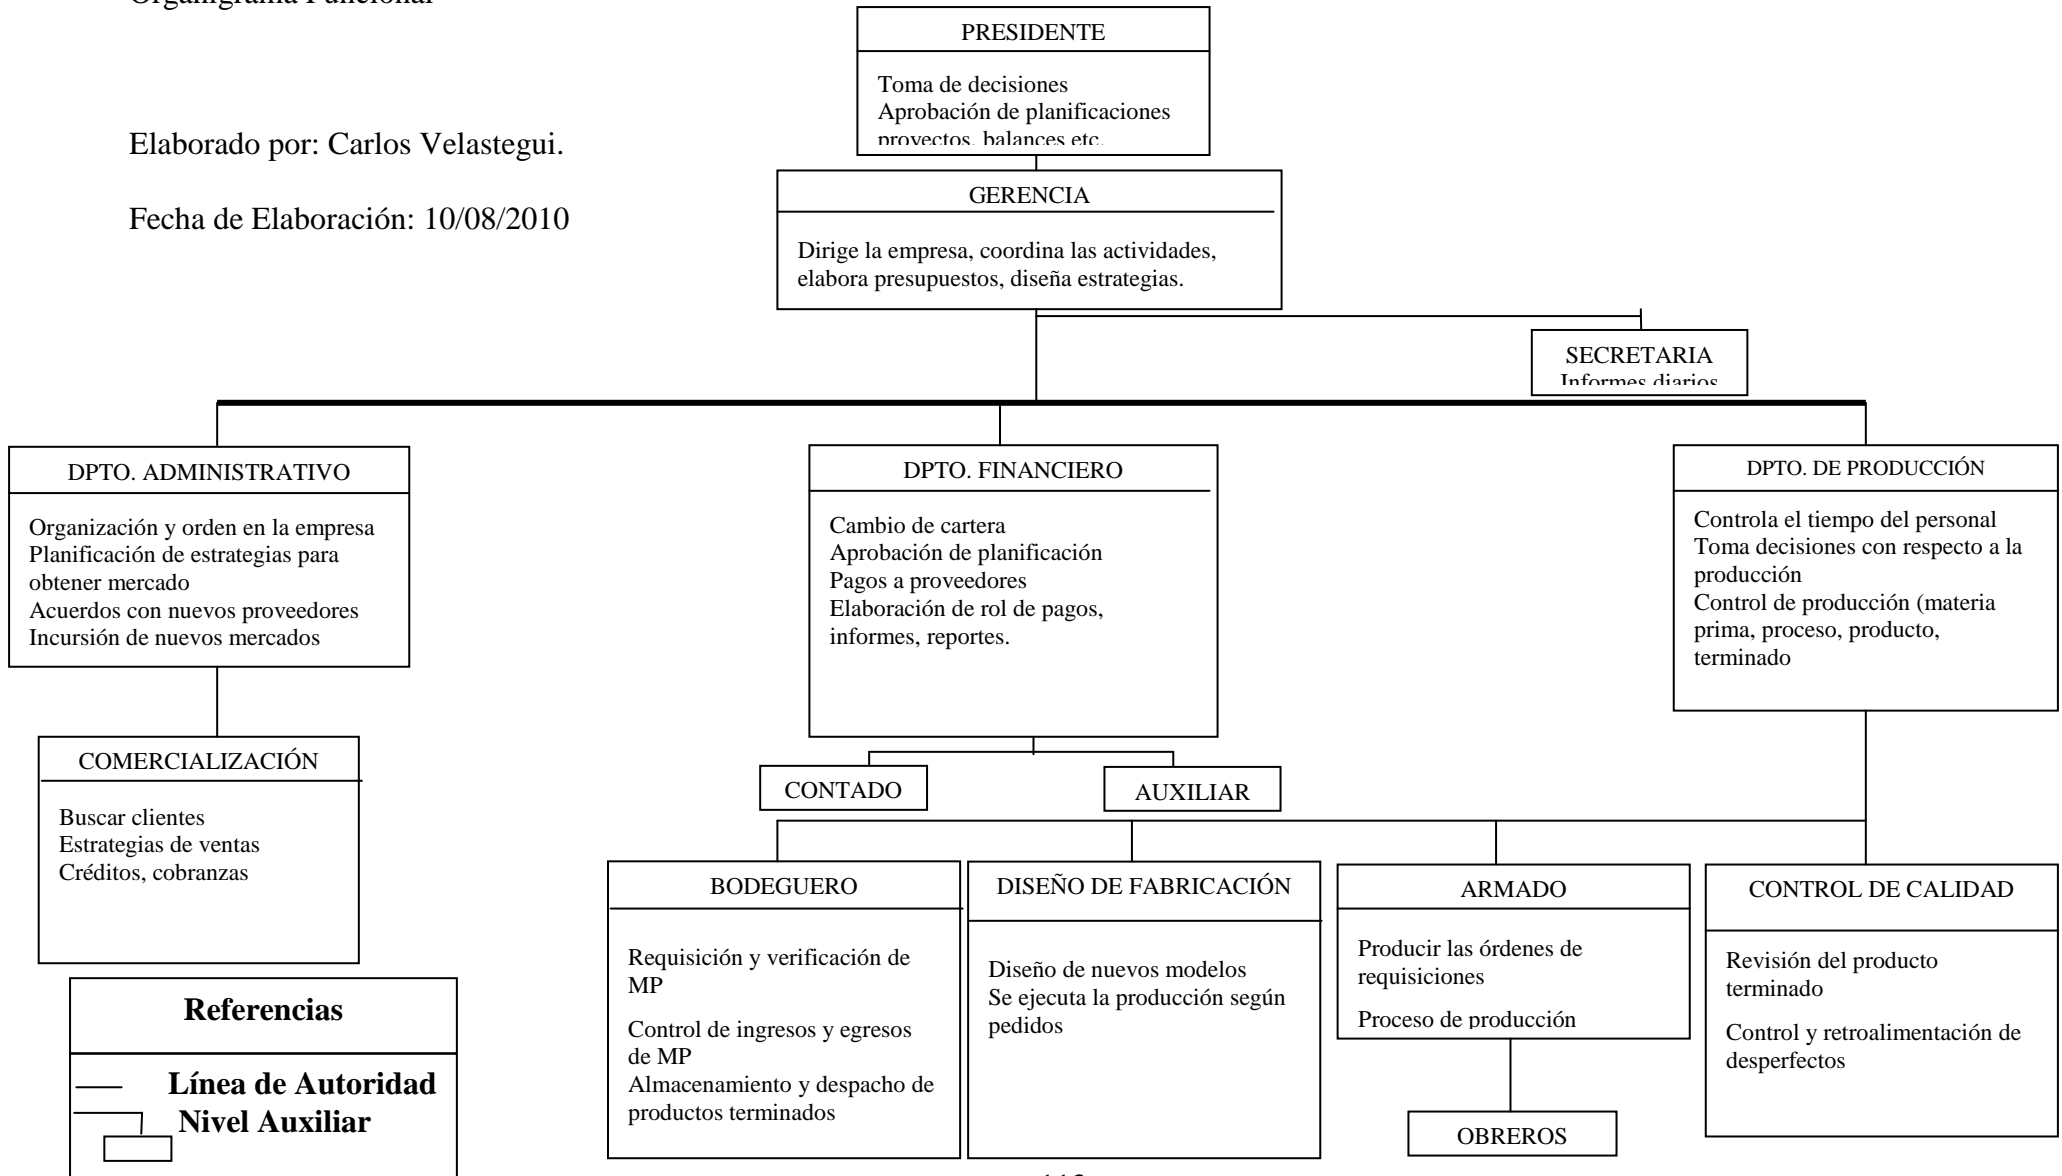 Organigrama Funcional
Elaborado por: Carlos Velastegui.
Fecha de Elaboración: 10/08/2010
PRESIDENTE
Toma de decisiones
Aprobación de planificaciones
proyectos, balances etc.
GERENCIA
Dirige la empresa, coordina las actividades,
elabora presupuestos, diseña estrategias.
SECRETARIA
Informes diarios
DPTO. ADMINISTRATIVO
Organización y orden en la empresa
Planificación de estrategias para
obtener mercado
Acuerdos con nuevos proveedores
Incursión de nuevos mercados
DPTO. FINANCIERO
Cambio de cartera
Aprobación de planificación
Pagos a proveedores
Elaboración de rol de pagos,
informes, reportes.
DPTO. DE PRODUCCIÓN
Controla el tiempo del personal
Toma decisiones con respecto a la
producción
Control de producción (materia
prima, proceso, producto,
terminado
COMERCIALIZACIÓN
Buscar clientes
Estrategias de ventas
Créditos, cobranzas
CONTADO
AUXILIAR
BODEGUERO
Requisición y verificación de
MP
Control de ingresos y egresos
de MP
Almacenamiento y despacho de
productos terminados
DISEÑO DE FABRICACIÓN
Diseño de nuevos modelos
Se ejecuta la producción según
pedidos
ARMADO
Producir las órdenes de
requisiciones
Proceso de producción
CONTROL DE CALIDAD
Revisión del producto
terminado
Control y retroalimentación de
desperfectos
OBREROS
Referencias
Línea de Autoridad
Nivel Auxiliar